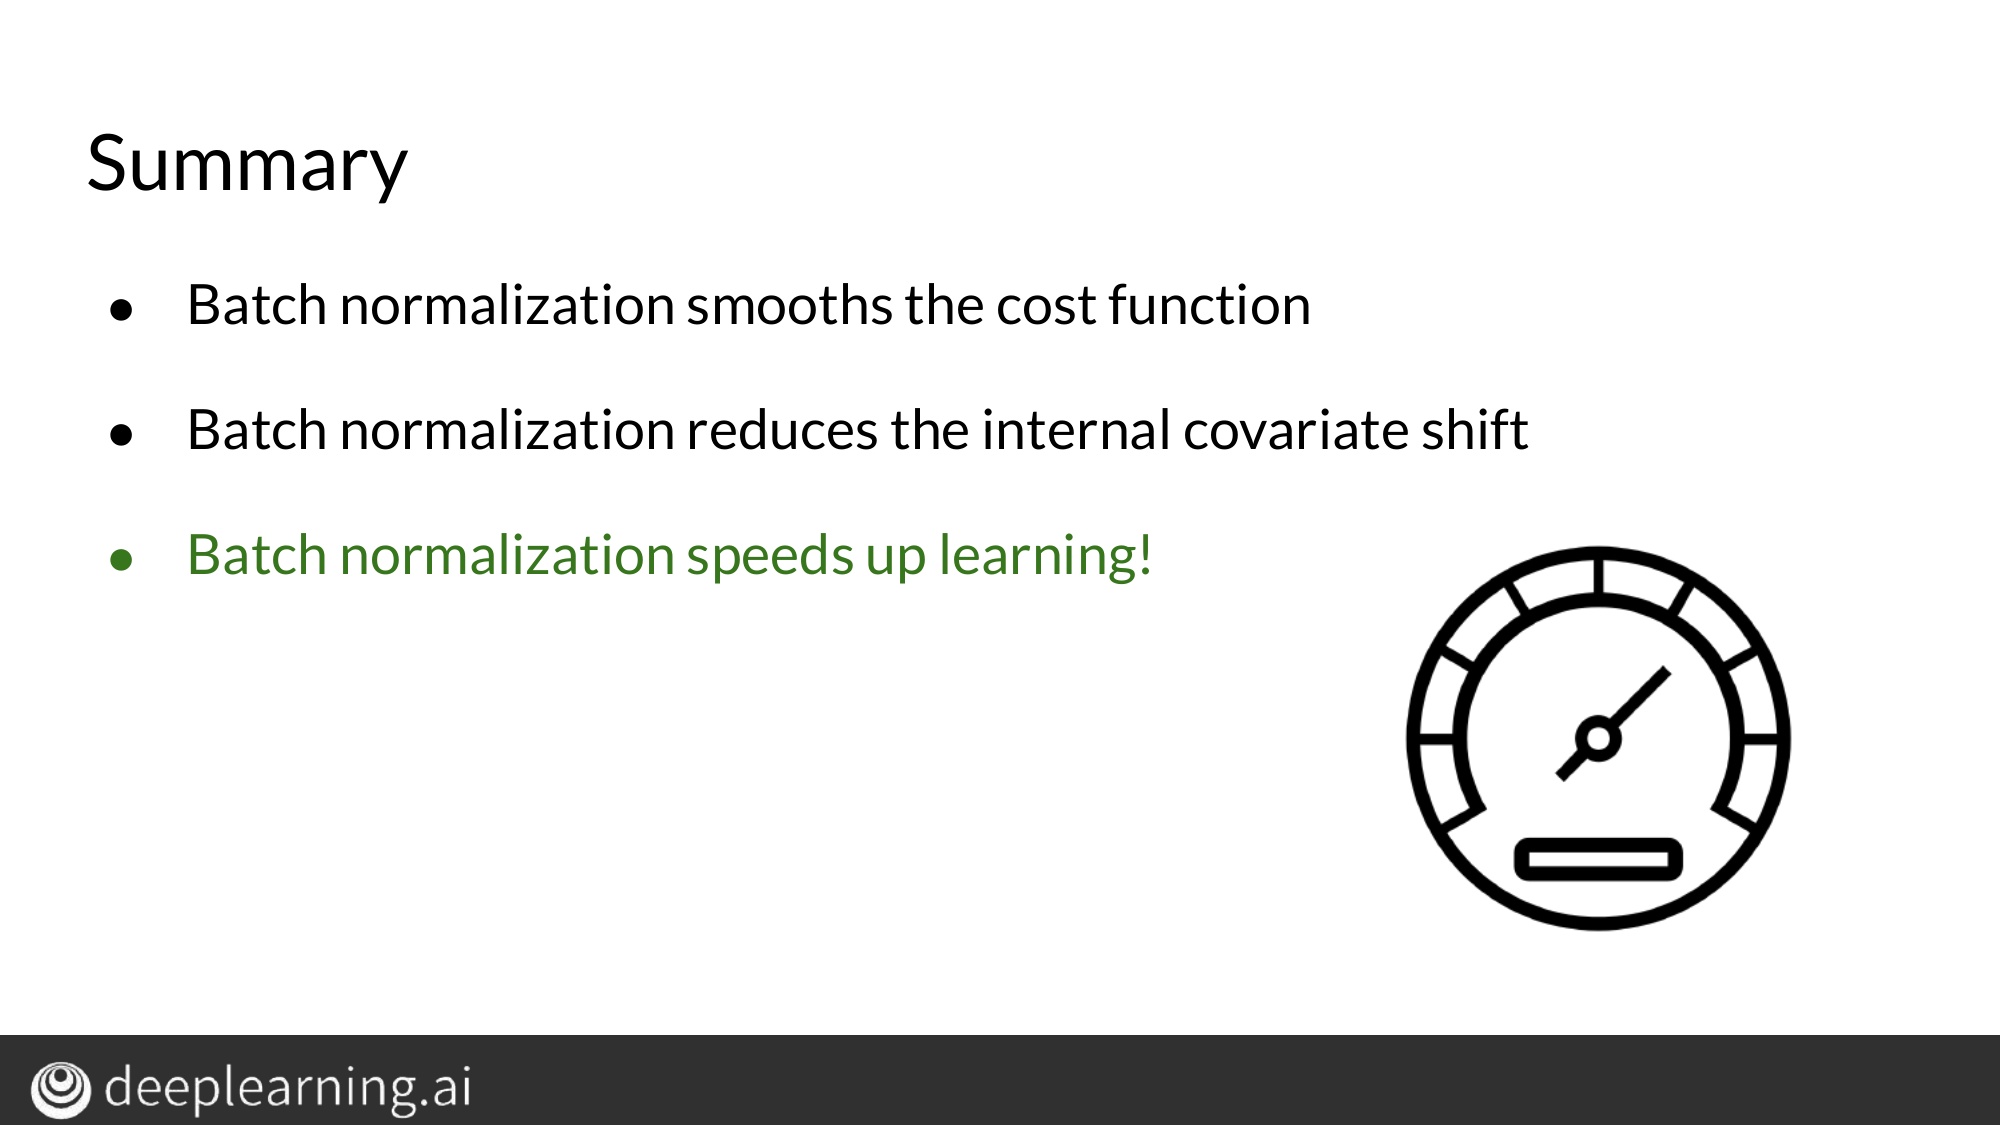 Summary
● Batch normalization smooths the cost function
● Batch normalization reduces the internal covariate shift
● Batch normalization speeds up learning!
deeplearning.ai